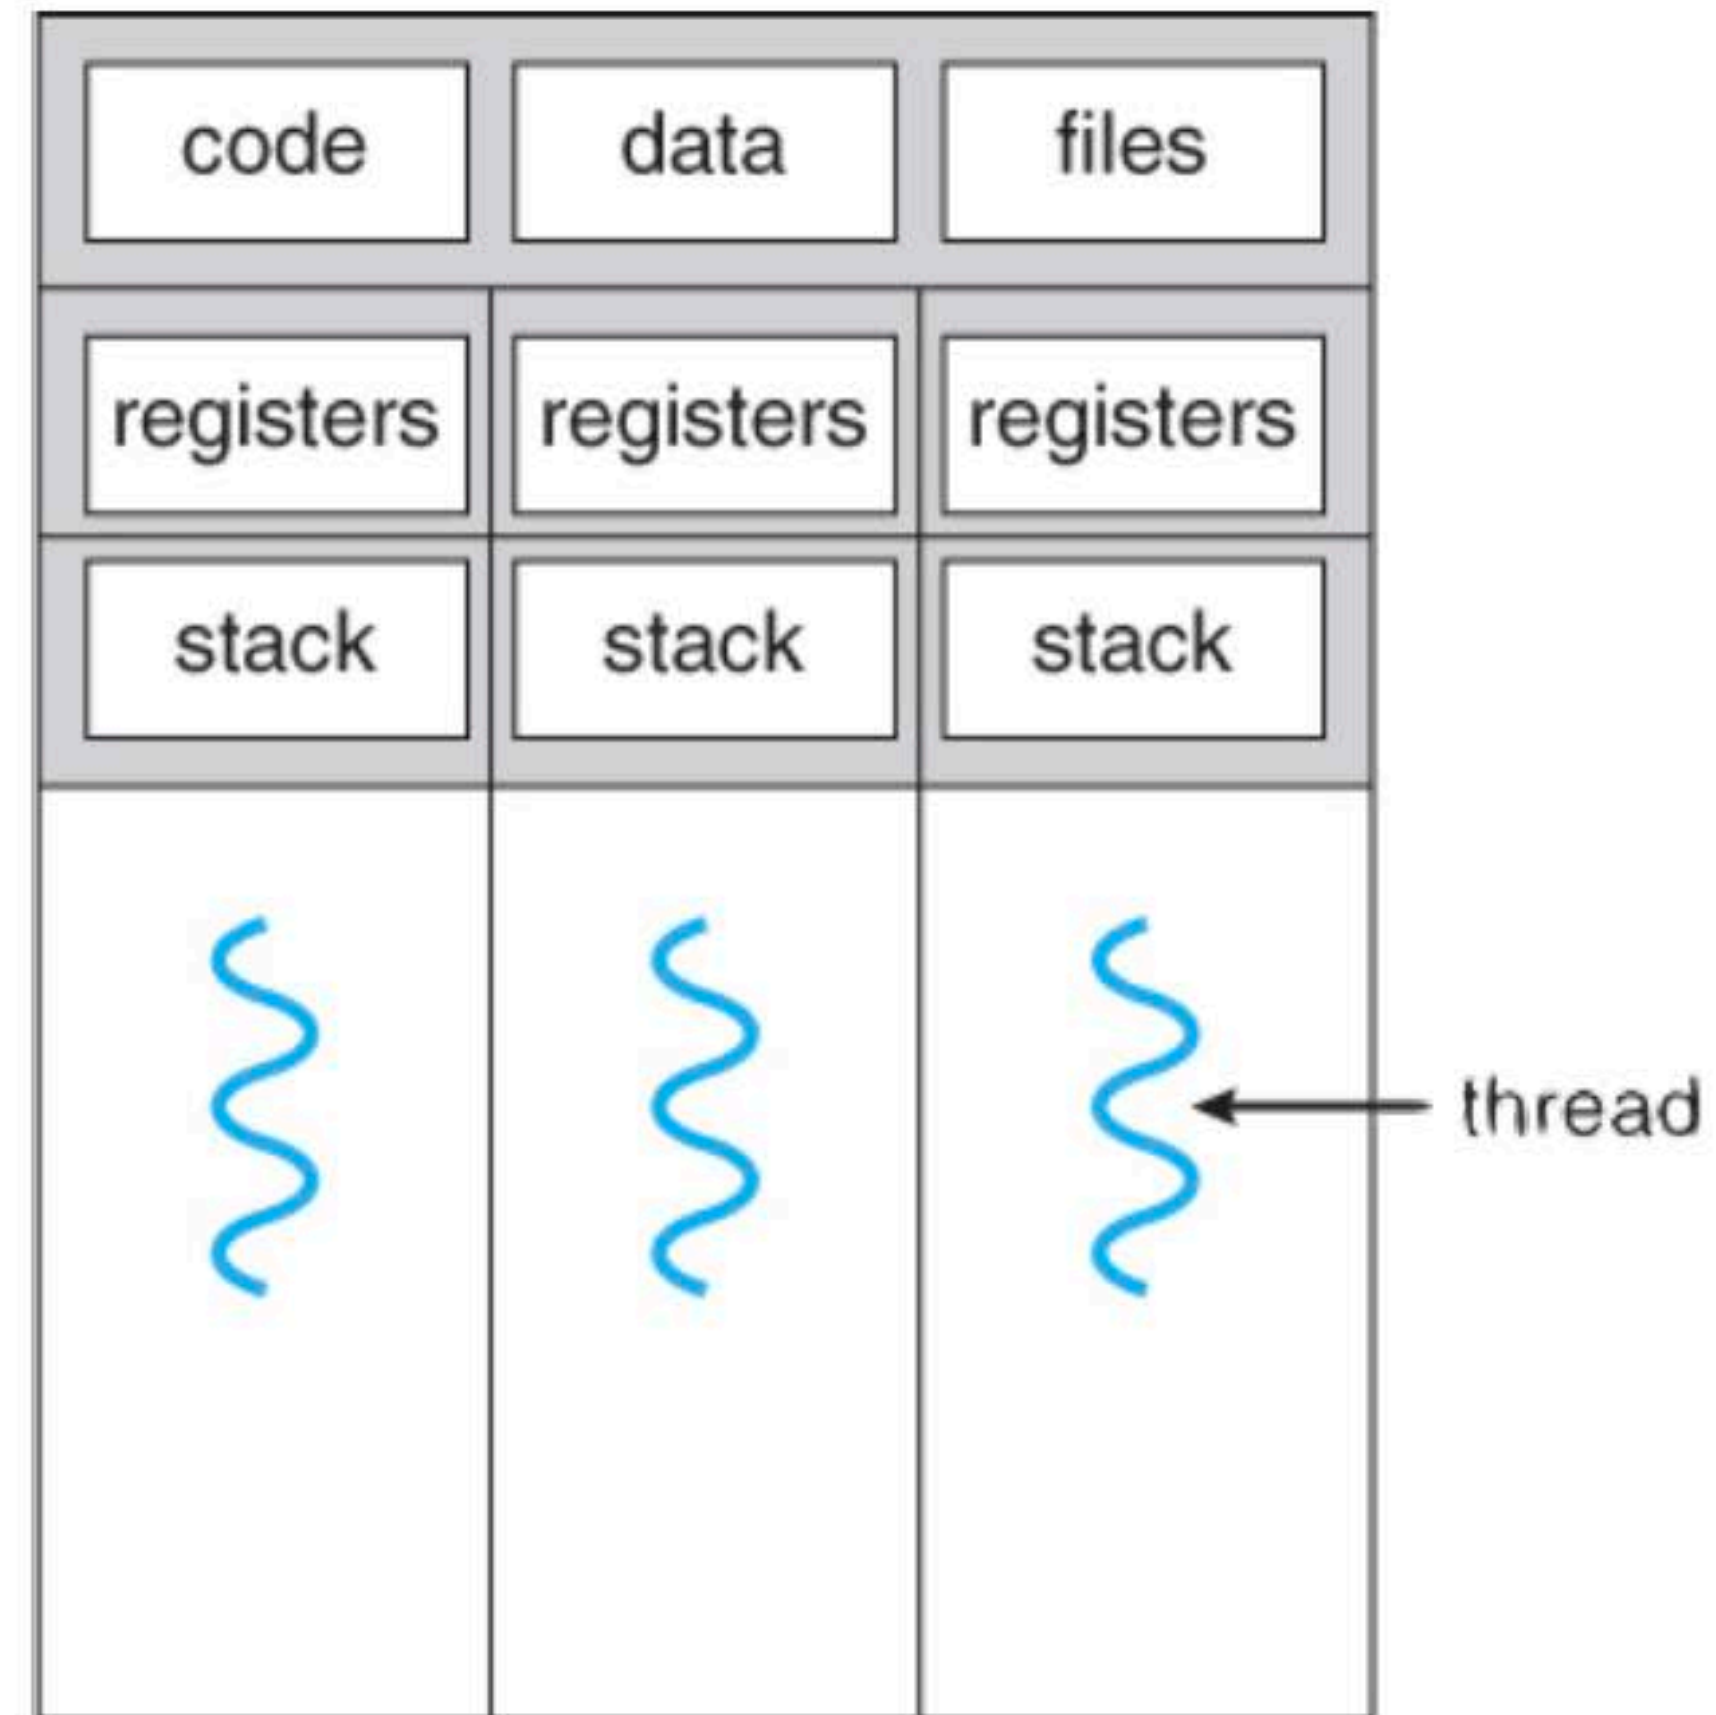 code data files
registers registers registers
stack stack stack
thread